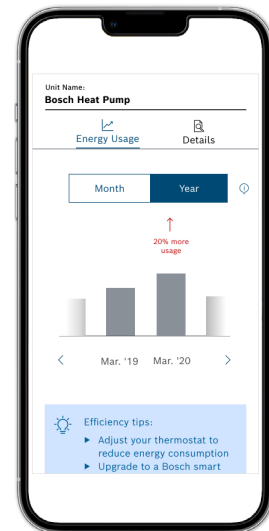 Unit Name:
Bosch Heat Pump
Energy Usage
Details
Month
Year
20% more
usage
Mar. '19
Mar. '20
Efficiency tips:
Adjust your thermostat to
reduce energy consumption
Upgrade to a Bosch smart